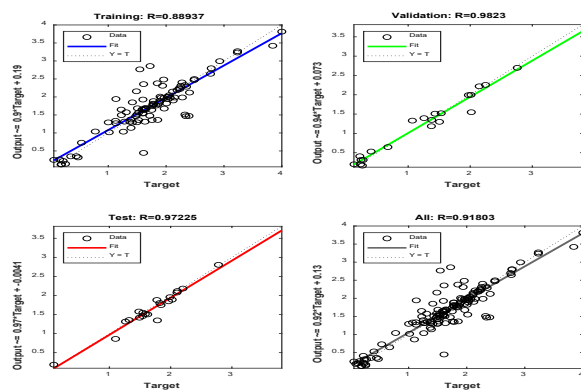 Training: R=0.88937
Output ~= 0.9*Target + 0.19
4
3.5
3
2.5
2
1.5
1
0.5
Data
Fit
Y = T
1
2
3
4
Target
Validation: R=0.9823
Output ~= 0.94*Target + 0.073
3.5
3
2.5
2
1.5
1
0.5
Data
Fit
Y = T
1
2
3
Target
Test: R=0.97225
Output ~= 0.97*Target + -0.0041
3.5
3
2.5
2
1.5
1
0.5
Data
Fit
Y = T
1
2
3
Target
All: R=0.91803
Output ~= 0.92*Target + 0.13
4
3.5
3
2.5
2
1.5
1
0.5
Data
Fit
Y = T
1
2
3
4
Target